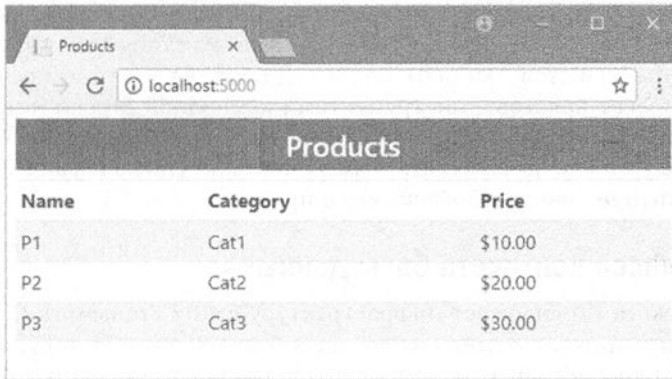 Products
localhost:5000
Products
Name Category Price
P1 Cat1 $10.00
P2 Cat2 $20.00
P3 Cat3 $30.00